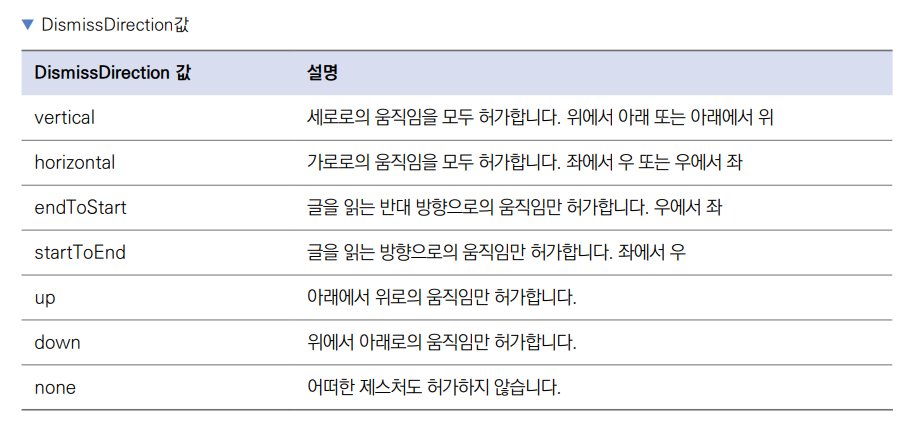 ▼ DismissDirection값
DismissDirection 값 설명
vertical 세로로의 움직임을 모두 허가합니다. 위에서 아래 또는 아래에서 위
horizontal 가로로의 움직임을 모두 허가합니다. 좌에서 우 또는 우에서 좌
endToStart 글을 읽는 반대 방향으로의 움직임만 허가합니다. 우에서 좌
startToEnd 글을 읽는 방향으로의 움직임만 허가합니다. 좌에서 우
up 아래에서 위로의 움직임만 허가합니다.
down 위에서 아래로의 움직임만 허가합니다.
none 어떠한 제스처도 허가하지 않습니다.